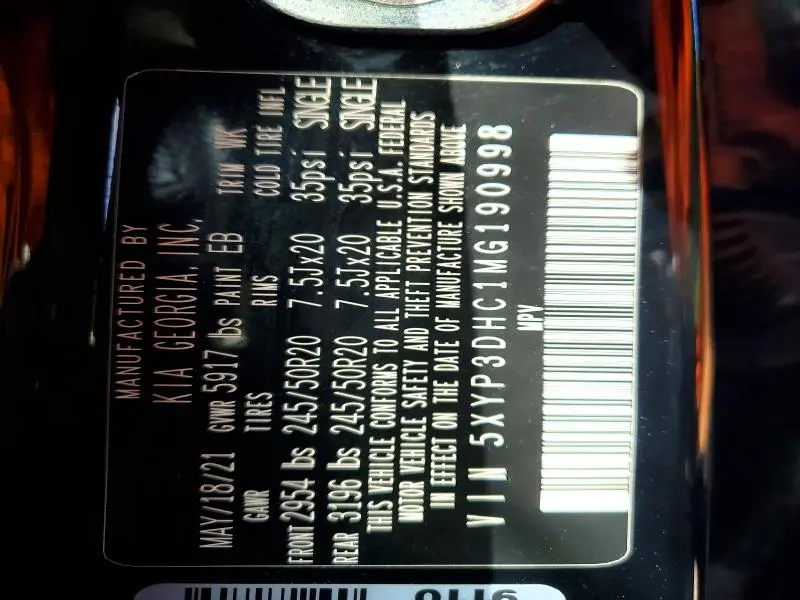 MANUFACTURED BY
KIA GEORGIA, INC.
MAY/18/21 GVWR 5917 lbs PAINT EB TRIM WK
GAWR TIRES RIMS COLD TIRE INFL
FRONT 2954 lbs 245/50R20 7.5Jx20 35psi SINGLE
REAR 3196 lbs 245/50R20 7.5Jx20 35psi SINGLE
THIS VEHICLE CONFORMS TO ALL APPLICABLE U.S.A. FEDERAL
MOTOR VEHICLE SAFETY AND THEFT PREVENTION STANDARDS
IN EFFECT ON THE DATE OF MANUFACTURE SHOWN ABOVE
VIN 5XYP3DHC1MG190998
MPV